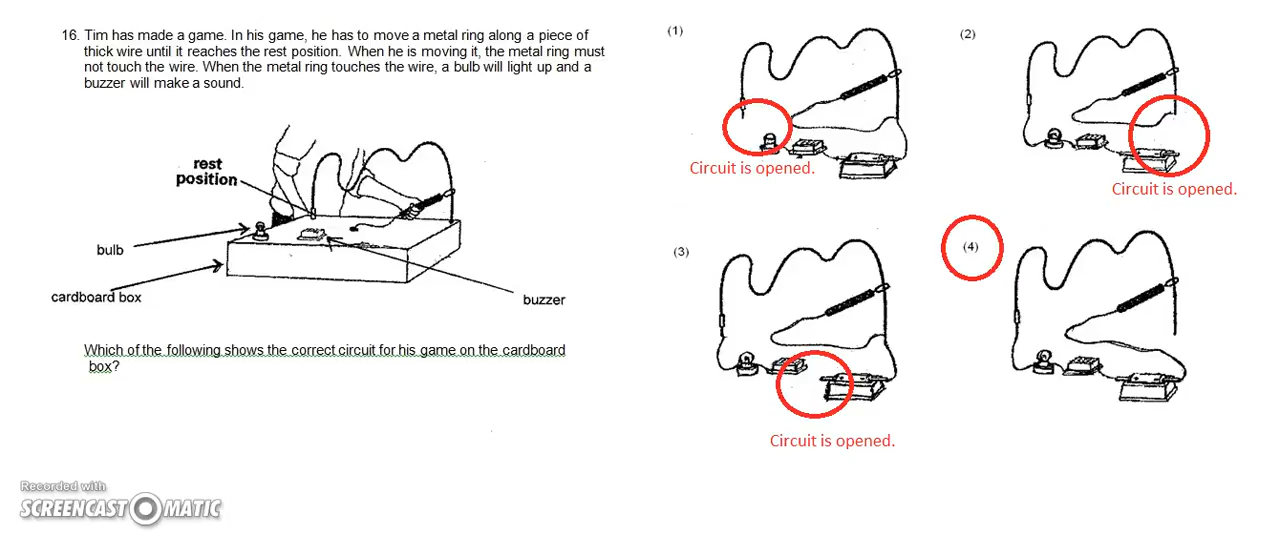 16. Tim has made a game. In his game, he has to move a metal ring along a piece of
thick wire until it reaches the rest position. When he is moving it, the metal ring must
not touch the wire. When the metal ring touches the wire, a bulb will light up and a
buzzer will make a sound.
rest
position
bulb
cardboard box
buzzer
Which of the following shows the correct circuit for his game on the cardboard
box?
(1)
Circuit is opened.
(2)
Circuit is opened.
(3)
Circuit is opened.
(4)
Recorded with
SCREENCAST MATIC